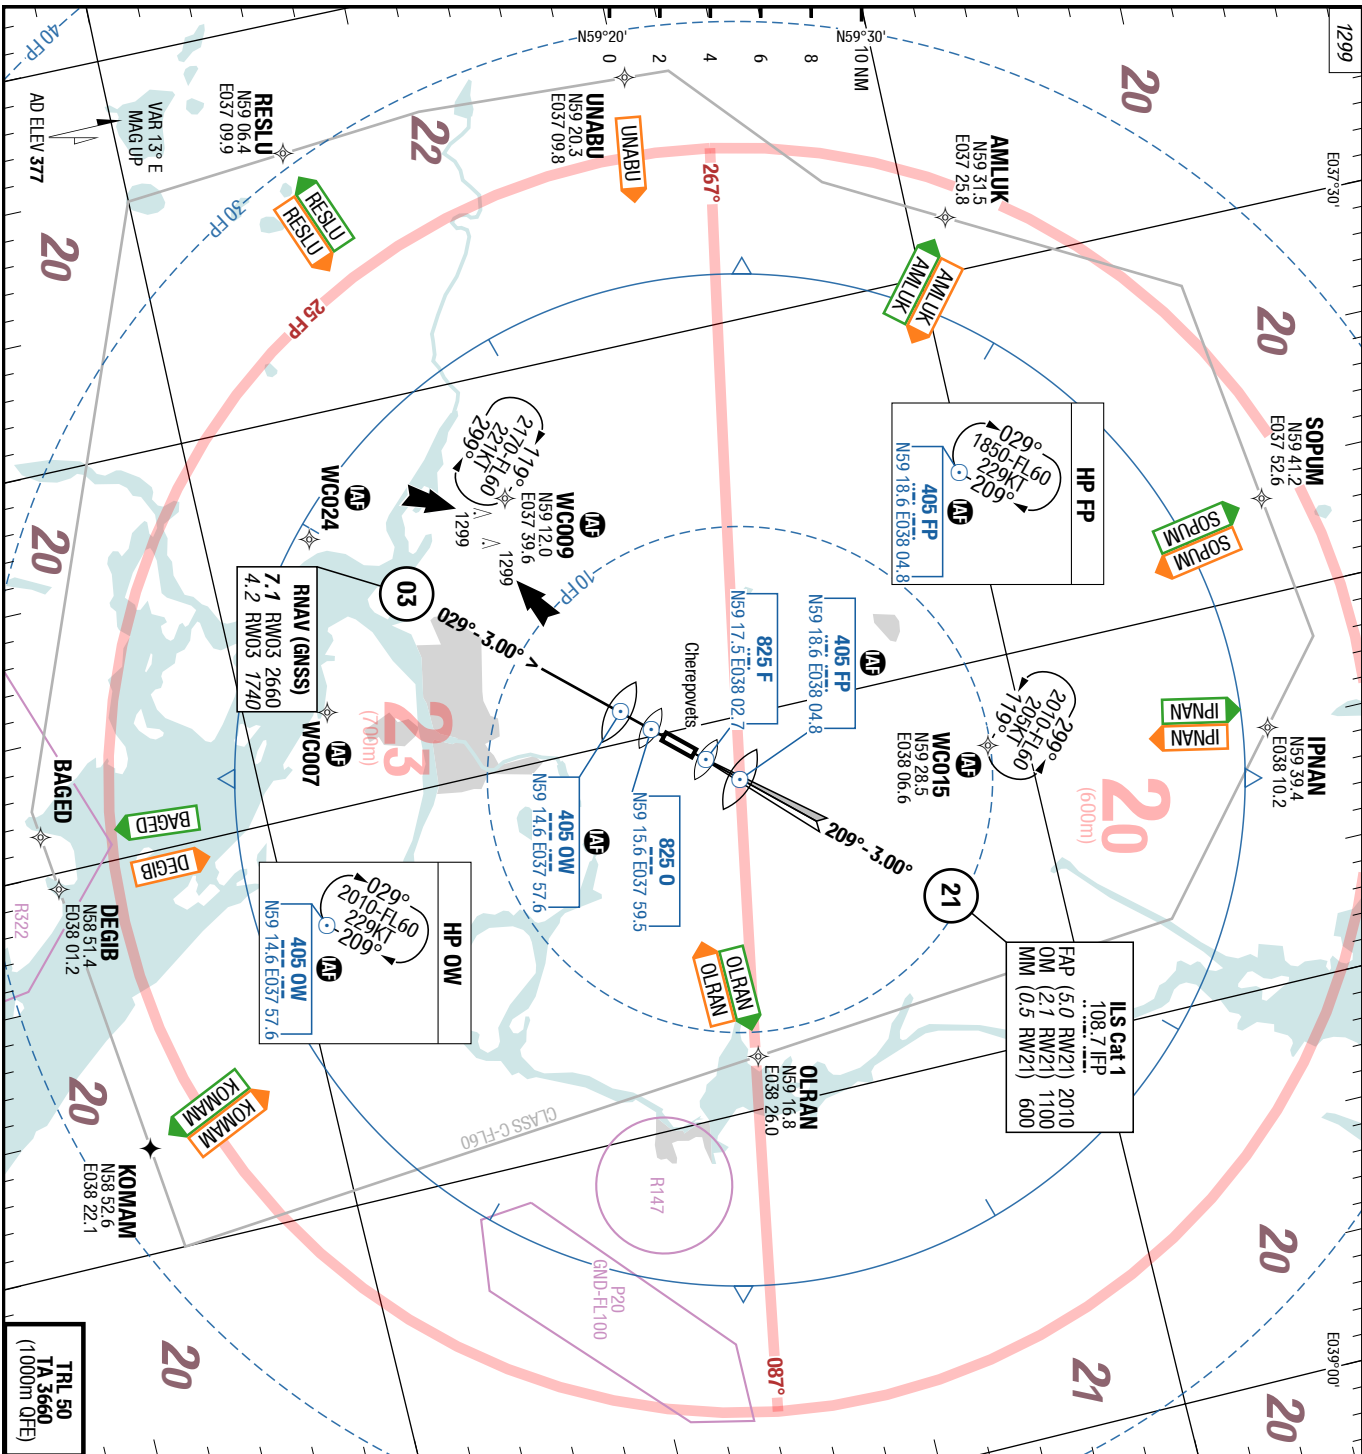 1299
E037°30'
E039°00'
N59°30'
N59°20'
10 NM
8
6
4
2
0
40 FP
30 FP
25 FP
10 FP
20
20
20
20
20
20
20
20
21
22
20
(600m)
23
(700m)
AMLUK
N59 31.5
E037 25.8
AMLUK
AMLUK
SOPUM
N59 41.2
E037 52.6
SOPUM
SOPUM
IPNAN
N59 39.4
E038 10.2
IPNAN
IPNAN
UNABU
N59 20.3
E037 09.8
UNABU
RESLU
N59 06.4
E037 09.9
RESLU
RESLU
VAR 13° E
MAG UP
AD ELEV 377
267°
087°
HP FP
029°
1850-FL60
229KT
209°
IAF
405 FP
N59 18.6 E038 04.8
IAF
WC015
N59 28.5
E038 06.6
299°
2010-FL60
205KT
119°
IAF
405 FP
N59 18.6 E038 04.8
825 F
N59 17.5 E038 02.7
Cherepovets
209°-3.00°
21
ILS Cat 1
108.7 IFP
FAP (5.0 RW21) 2010
OM (2.1 RW21) 1100
MM (0.5 RW21) 600
IAF
WC009
N59 12.0
E037 39.6
119°
2170-FL60
221KT
299°
1299
1299
IAF
WC024
03
029°-3.00° >
RNAV (GNSS)
7.1 RW03 2660
4.2 RW03 1740
WC007
IAF
825 O
N59 15.6 E037 59.5
IAF
405 OW
N59 14.6 E037 57.6
HP OW
029°
2010-FL60
229KT
209°
IAF
405 OW
N59 14.6 E037 57.6
OLRAN
OLRAN
OLRAN
N59 16.8
E038 26.0
BAGED
BAGED
DEGIB
DEGIB
N58 51.4
E038 01.2
KOMAM
KOMAM
KOMAM
N58 52.6
E038 22.1
R322
R147
P20
GND-FL100
CLASS C-FL60
TRL 50
TA 3660
(1000m QFE)